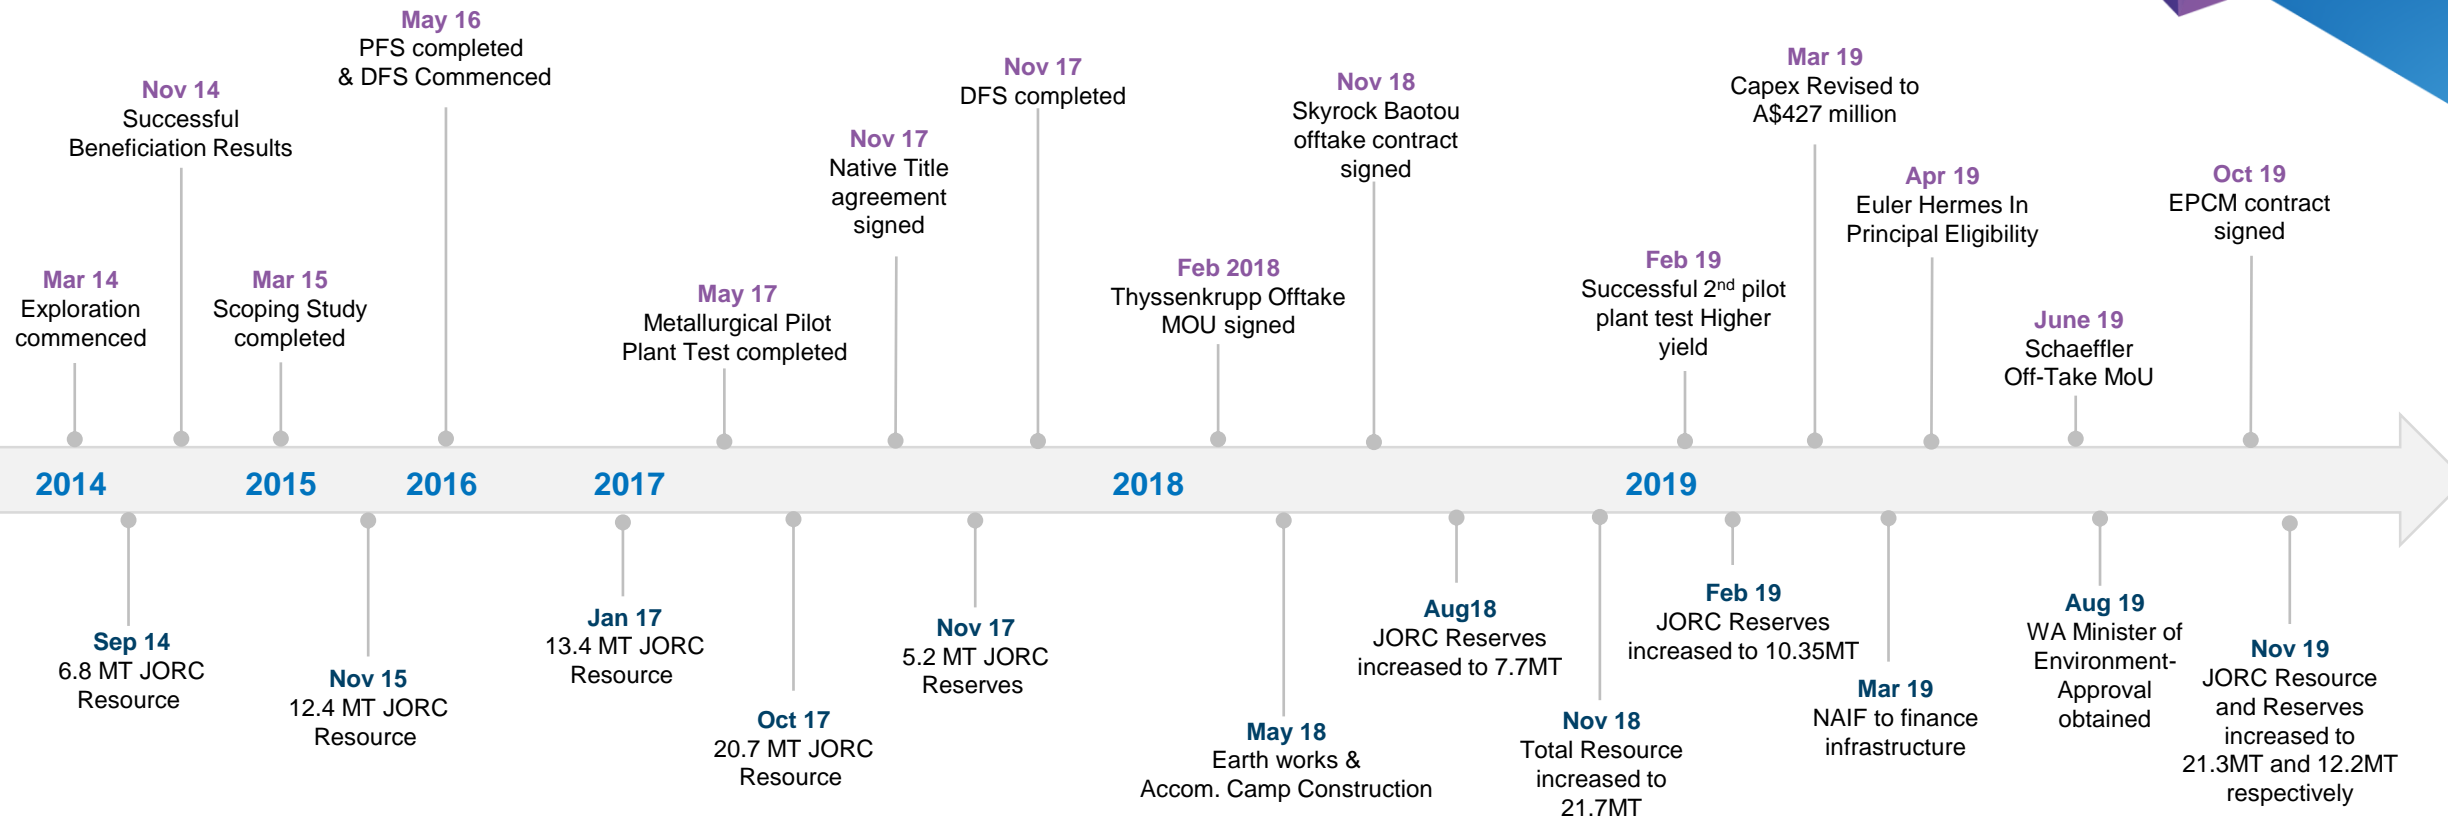 May 16
PFS completed
& DFS Commenced
Nov 14
Successful
Beneficiation Results
Mar 14
Exploration
commenced
Mar 15
Scoping Study
completed
May 17
Metallurgical Pilot
Plant Test completed
Nov 17
Native Title
agreement
signed
Nov 17
DFS completed
Feb 2018
Thyssenkrupp Offtake
MOU signed
Nov 18
Skyrock Baotou
offtake contract
signed
Feb 19
Successful 2nd pilot
plant test Higher
yield
Mar 19
Capex Revised to
A$427 million
Apr 19
Euler Hermes In
Principal Eligibility
June 19
Schaeffler
Off-Take MoU
Oct 19
EPCM contract
signed
2014
2015
2016
2017
2018
2019
Sep 14
6.8 MT JORC
Resource
Nov 15
12.4 MT JORC
Resource
Jan 17
13.4 MT JORC
Resource
Oct 17
20.7 MT JORC
Resource
Nov 17
5.2 MT JORC
Reserves
May 18
Earth works &
Accom. Camp Construction
Aug18
JORC Reserves
increased to 7.7MT
Nov 18
Total Resource
increased to
21.7MT
Feb 19
JORC Reserves
increased to 10.35MT
Mar 19
NAIF to finance
infrastructure
Aug 19
WA Minister of
Environment-
Approval
obtained
Nov 19
JORC Resource
and Reserves
increased to
21.3MT and 12.2MT
respectively